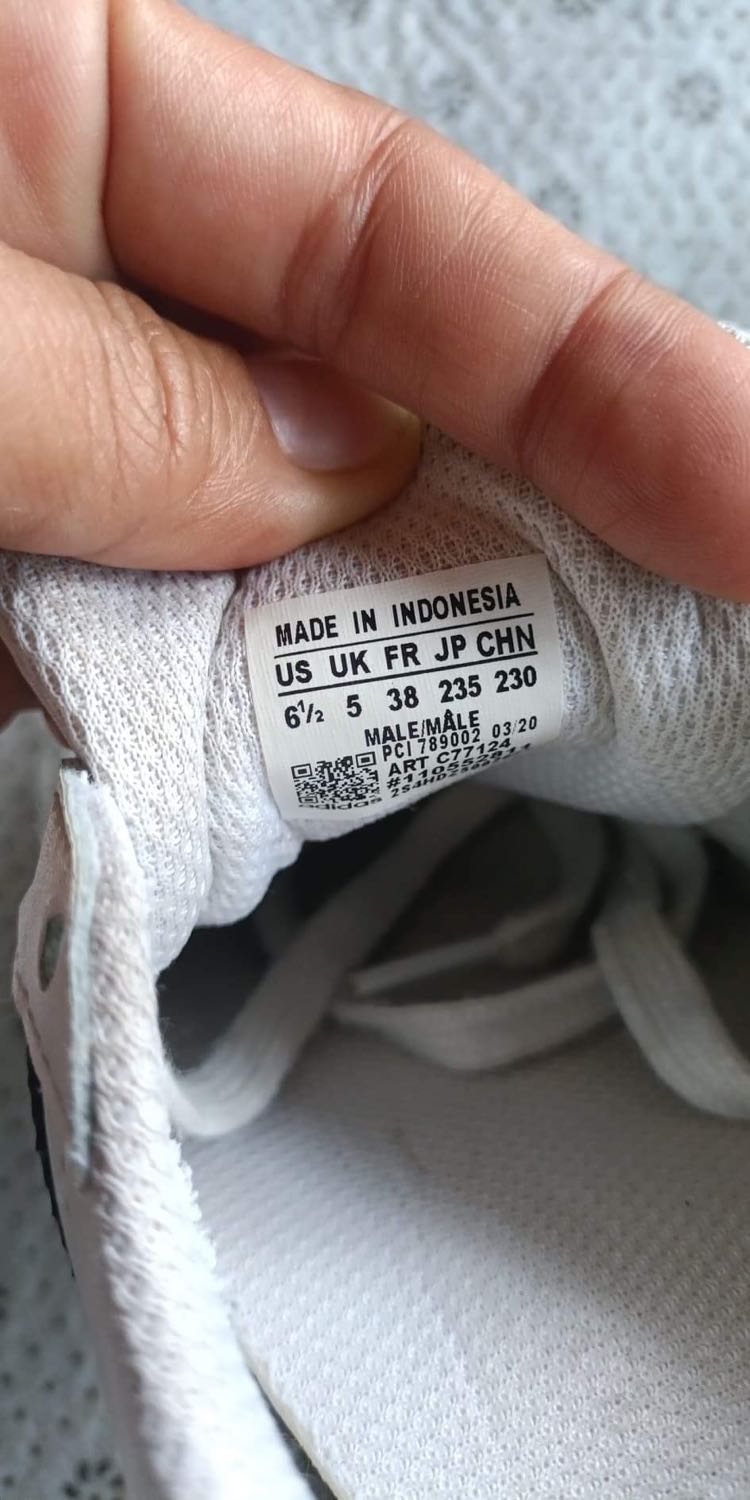 MADE IN INDONESIA
US UK FR JP CHN
6½ 5 38 235 230
MALE/MÂLE
PCI 789002 03/20
ART C77124
adidas